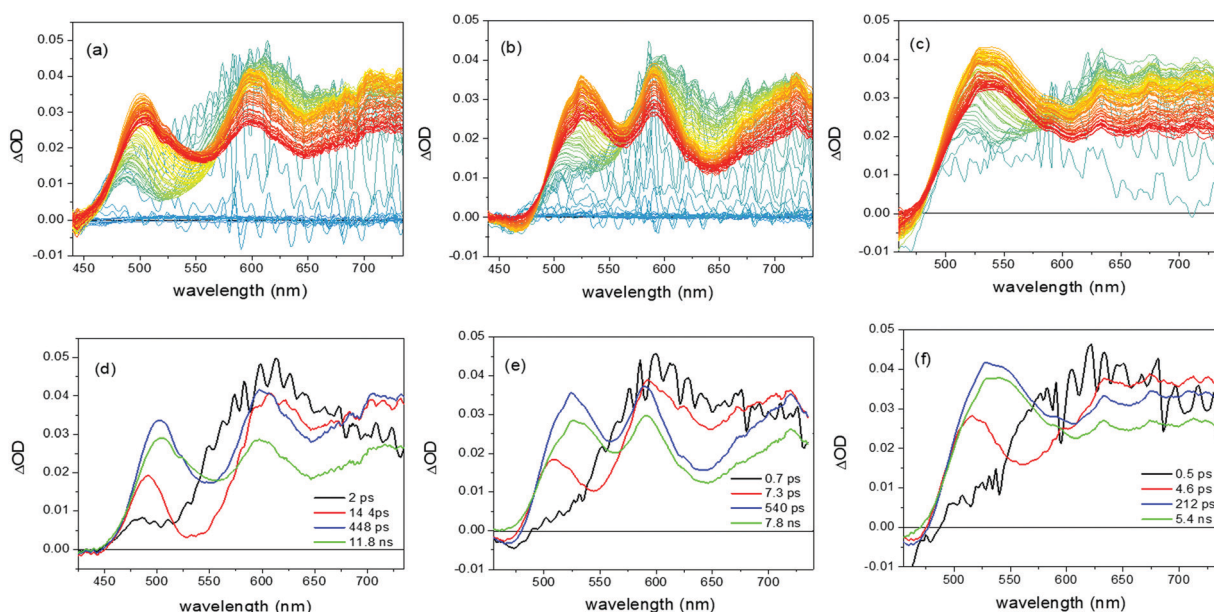 (a)
0.05
0.04
0.03
0.02
0.01
0.00
-0.01
ΔOD
450 500 550 600 650 700
wavelength (nm)
(b)
0.05
0.04
0.03
0.02
0.01
0.00
-0.01
ΔOD
450 500 550 600 650 700
wavelength (nm)
(c)
0.05
0.04
0.03
0.02
0.01
0.00
-0.01
ΔOD
500 550 600 650 700
wavelength (nm)
(d)
0.05
0.04
0.03
0.02
0.01
0.00
ΔOD
2 ps
14 4ps
448 ps
11.8 ns
450 500 550 600 650 700
wavelength (nm)
(e)
0.05
0.04
0.03
0.02
0.01
0.00
-0.01
ΔOD
0.7 ps
7.3 ps
540 ps
7.8 ns
500 550 600 650 700
wavelength (nm)
(f)
0.05
0.04
0.03
0.02
0.01
0.00
-0.01
ΔOD
0.5 ps
4.6 ps
212 ps
5.4 ns
500 550 600 650 700
wavelength (nm)